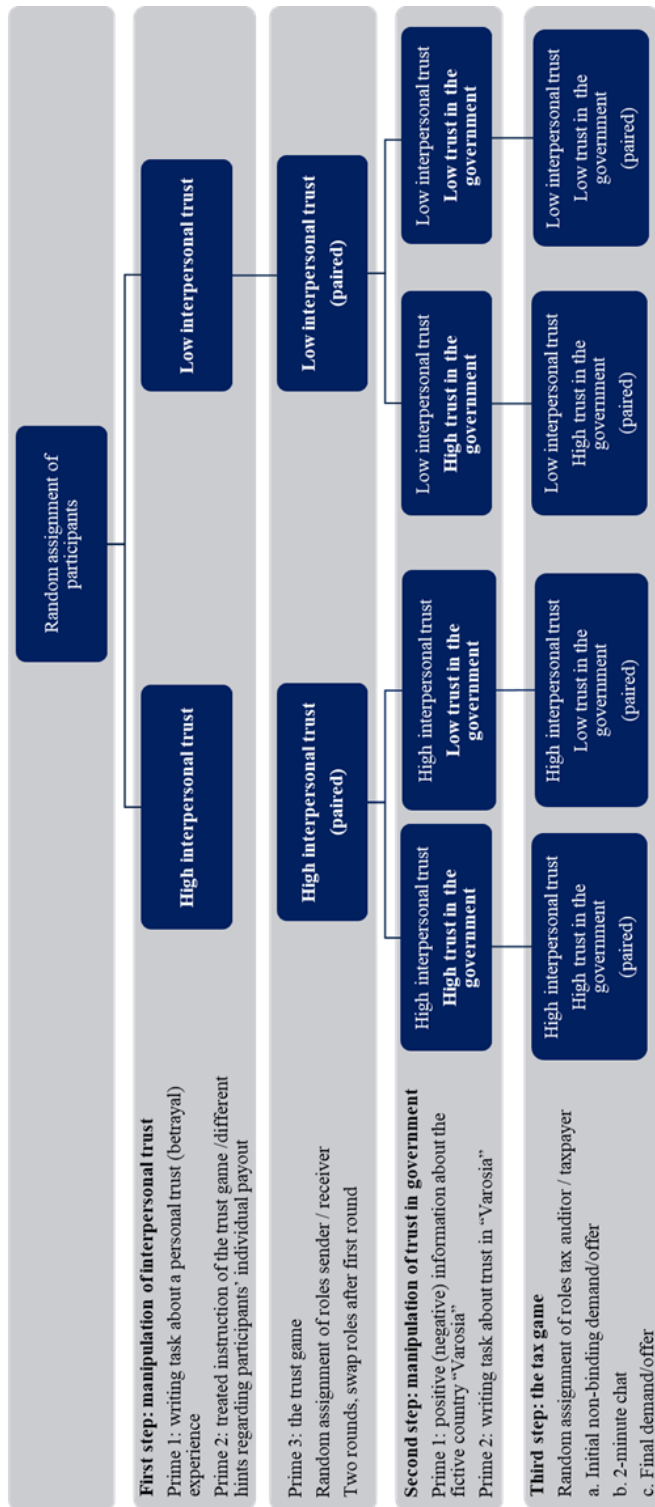 Random assignment of
participants
First step: manipulation of interpersonal trust
Prime 1: writing task about a personal trust (betrayal)
experience
Prime 2: treated instruction of the trust game /different
hints regarding participants’ individual payout
High interpersonal trust
Low interpersonal trust
Prime 3: the trust game
Random assignment of roles sender / receiver
Two rounds, swap roles after first round
High interpersonal trust
(paired)
Low interpersonal trust
(paired)
Second step: manipulation of trust in government
Prime 1: positive (negative) information about the
fictive country “Varosia”
Prime 2: writing task about trust in “Varosia”
High interpersonal trust
High trust in the
government
High interpersonal trust
Low trust in the
government
Low interpersonal trust
High trust in the
government
Low interpersonal trust
Low trust in the
government
Third step: the tax game
Random assignment of roles tax auditor / taxpayer
a. Initial non-binding demand/offer
b. 2-minute chat
c. Final demand/offer
High interpersonal trust
High trust in the
government
(paired)
High interpersonal trust
Low trust in the
government
(paired)
Low interpersonal trust
High trust in the
government
(paired)
Low interpersonal trust
Low trust in the
government
(paired)